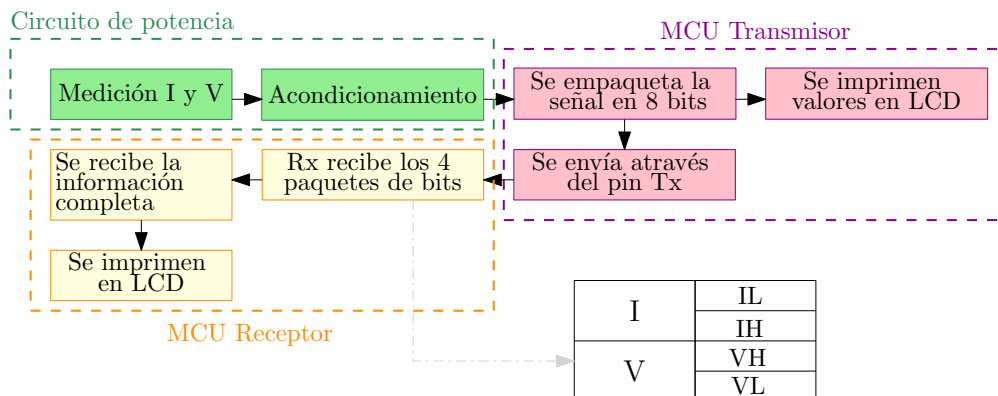 Circuito de potencia
MCU Transmisor
Medición I y V
Acondicionamiento
Se empaqueta la
señal en 8 bits
Se imprimen
valores en LCD
Se recibe la
información
completa
Rx recibe los 4
paquetes de bits
Se envía através
del pin Tx
Se imprimen
en LCD
MCU Receptor
I
IL
IH
V
VH
VL